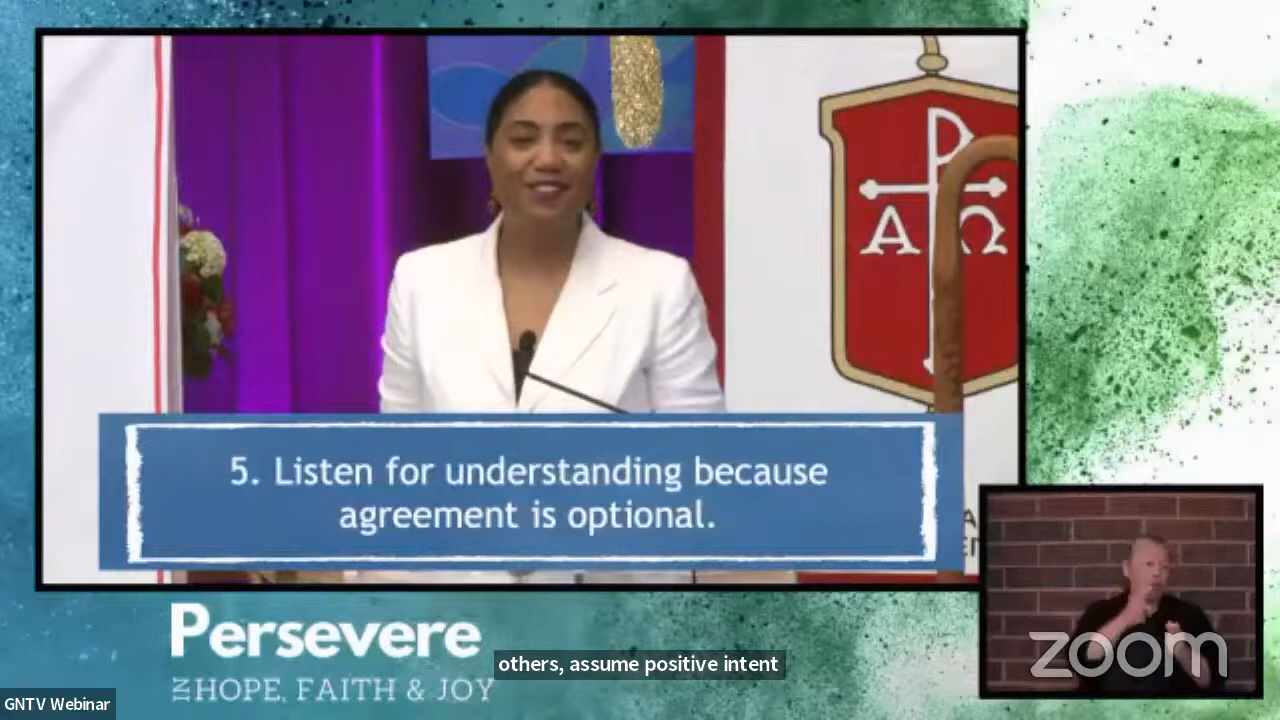 Α Ω
5. Listen for understanding because
agreement is optional.
Persevere
IN HOPE, FAITH & JOY
others, assume positive intent
zoom
GNTV Webinar